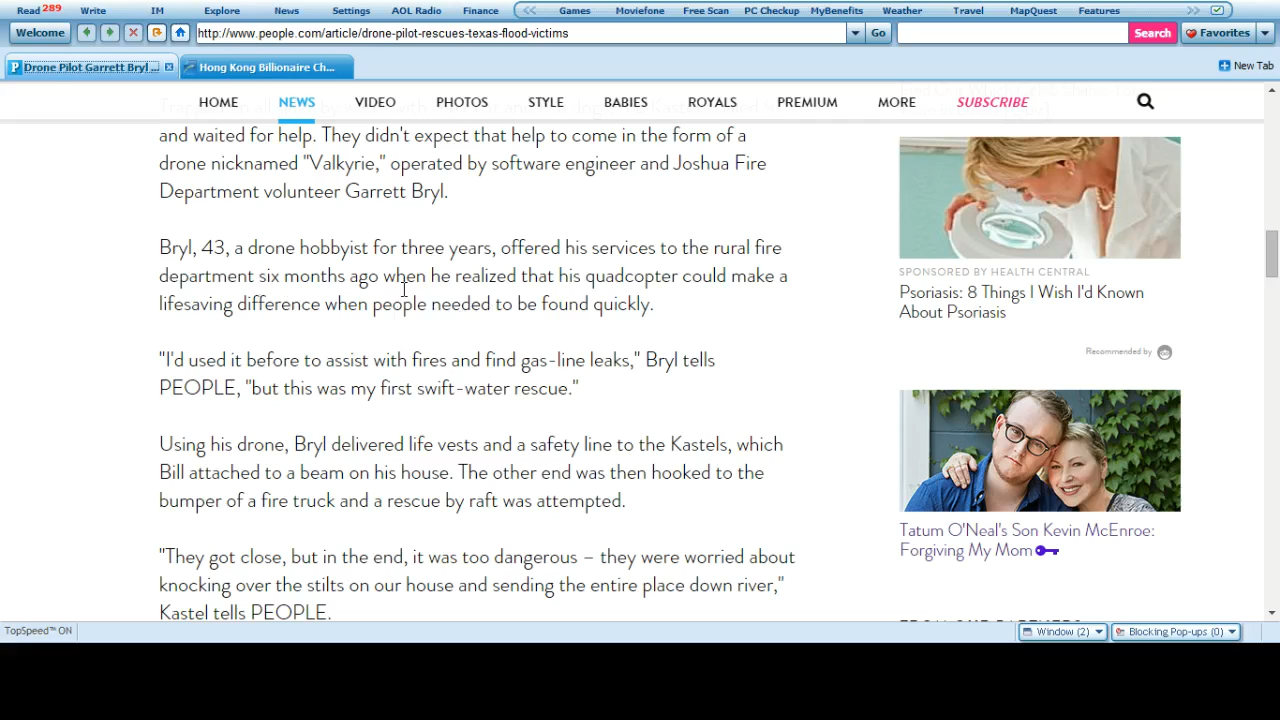 Read 289 Write IM Explore News Settings AOL Radio Finance Games Moviefone Free Scan PC Checkup MyBenefits Weather Travel MapQuest Features
Welcome http://www.people.com/article/drone-pilot-rescues-texas-flood-victims Go Search Favorites
Drone Pilot Garrett Bryl ... Hong Kong Billionaire Ch... New Tab
HOME NEWS VIDEO PHOTOS STYLE BABIES ROYALS PREMIUM MORE SUBSCRIBE
and waited for help. They didn't expect that help to come in the form of a
drone nicknamed "Valkyrie," operated by software engineer and Joshua Fire
Department volunteer Garrett Bryl.
Bryl, 43, a drone hobbyist for three years, offered his services to the rural fire
department six months ago when he realized that his quadcopter could make a
lifesaving difference when people needed to be found quickly.
"I'd used it before to assist with fires and find gas-line leaks," Bryl tells
PEOPLE, "but this was my first swift-water rescue."
Using his drone, Bryl delivered life vests and a safety line to the Kastels, which
Bill attached to a beam on his house. The other end was then hooked to the
bumper of a fire truck and a rescue by raft was attempted.
"They got close, but in the end, it was too dangerous – they were worried about
knocking over the stilts on our house and sending the entire place down river,"
Kastel tells PEOPLE.
SPONSORED BY HEALTH CENTRAL
Psoriasis: 8 Things I Wish I'd Known
About Psoriasis
Recommended by
Tatum O'Neal's Son Kevin McEnroe:
Forgiving My Mom
TopSpeed™ ON Window (2) Blocking Pop-ups (0)